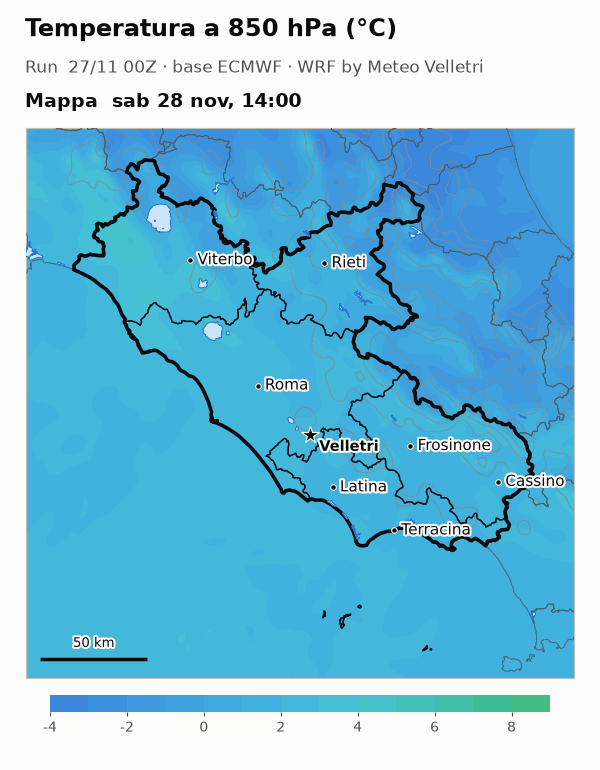 Temperatura a 850 hPa (°C)
Run  27/11 00Z · base ECMWF · WRF by Meteo Velletri
Mappa  sab 28 nov, 14:00
Viterbo
Rieti
Roma
Velletri
Frosinone
Latina
Cassino
Terracina
50 km
-4 -2 0 2 4 6 8